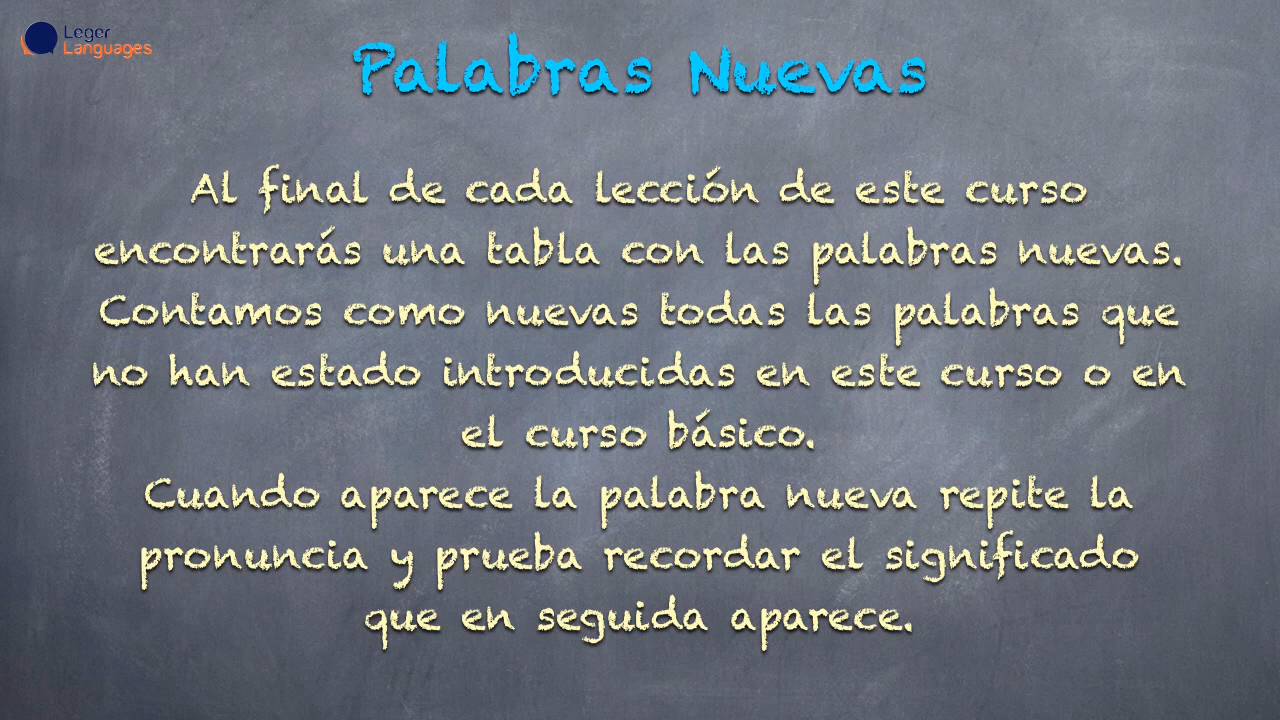 Leger
Languages
Palabras Nuevas
Al final de cada lección de este curso
encontrarás una tabla con las palabras nuevas.
Contamos como nuevas todas las palabras que
no han estado introducidas en este curso o en
el curso básico.
Cuando aparece la palabra nueva repite la
pronuncia y prueba recordar el significado
que en seguida aparece.